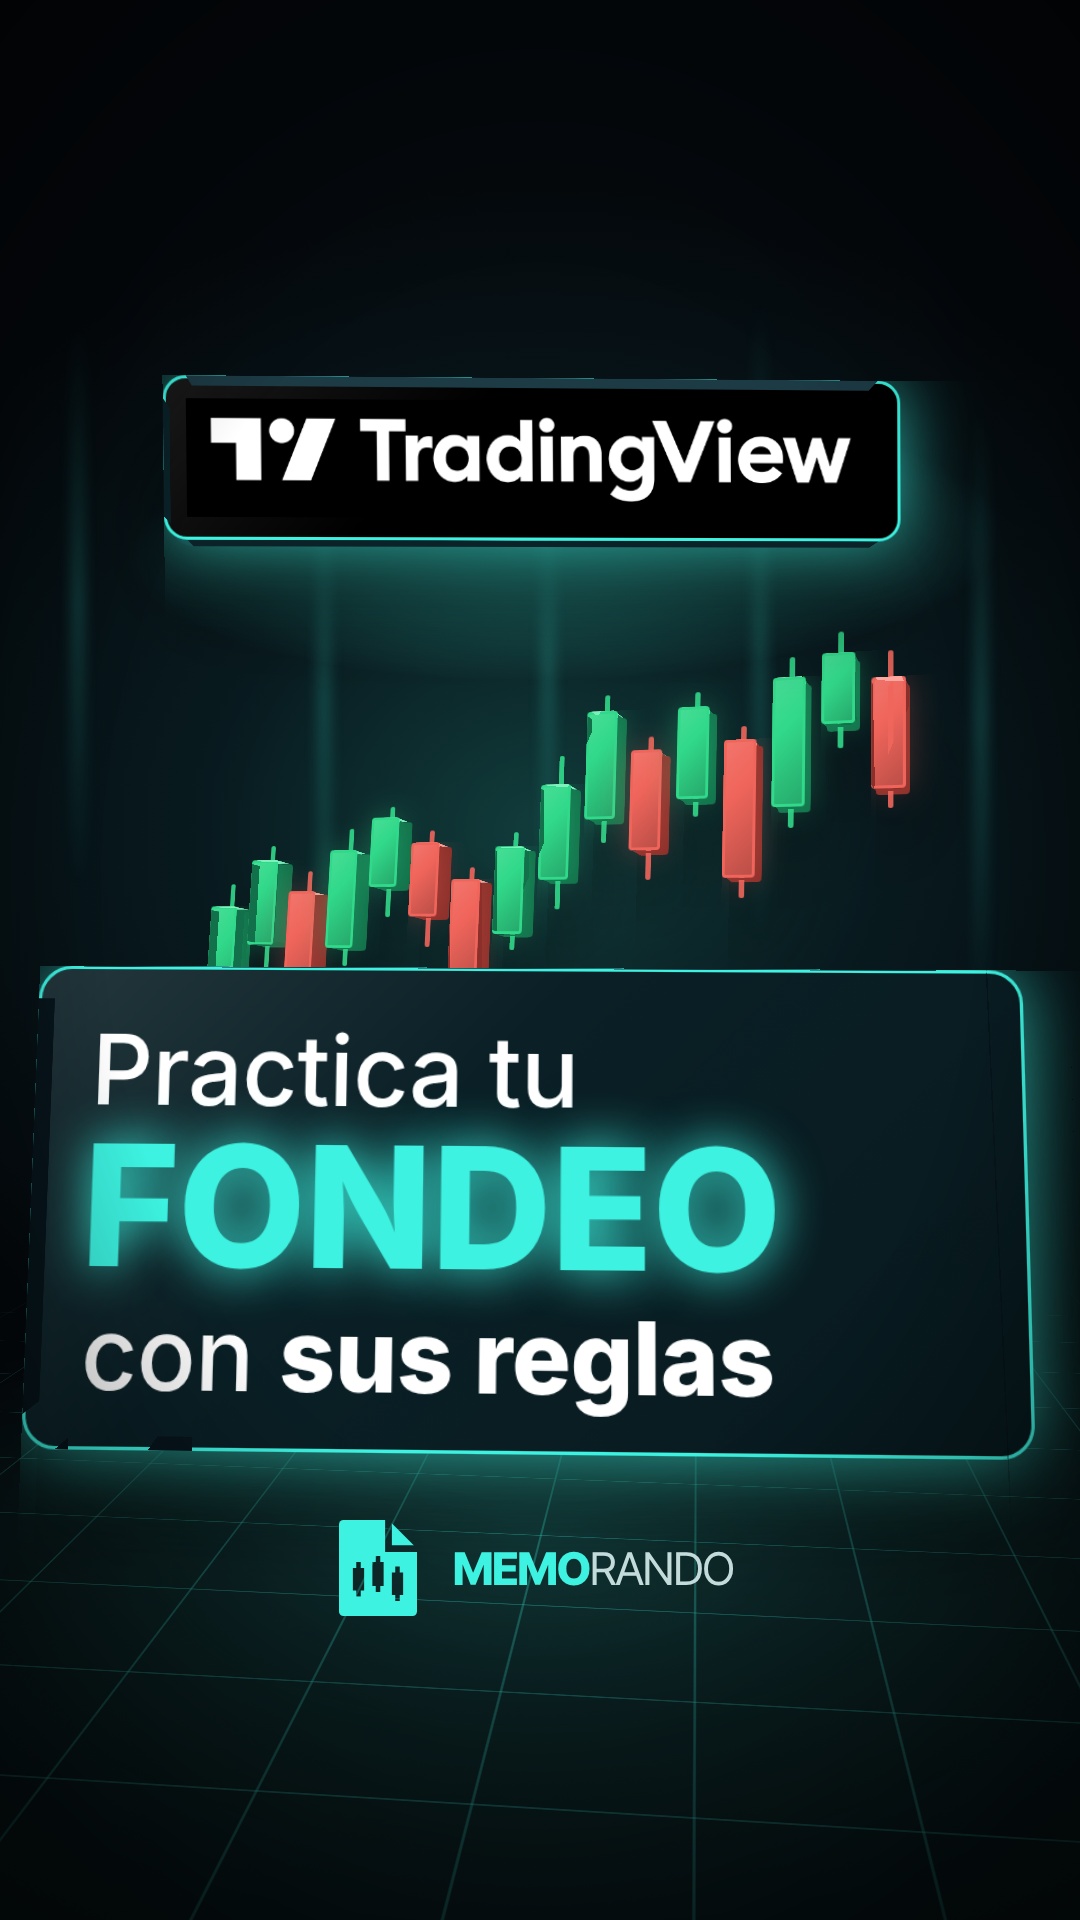 TradingView
Practica tu
FONDEO
con sus reglas
MEMORANDO